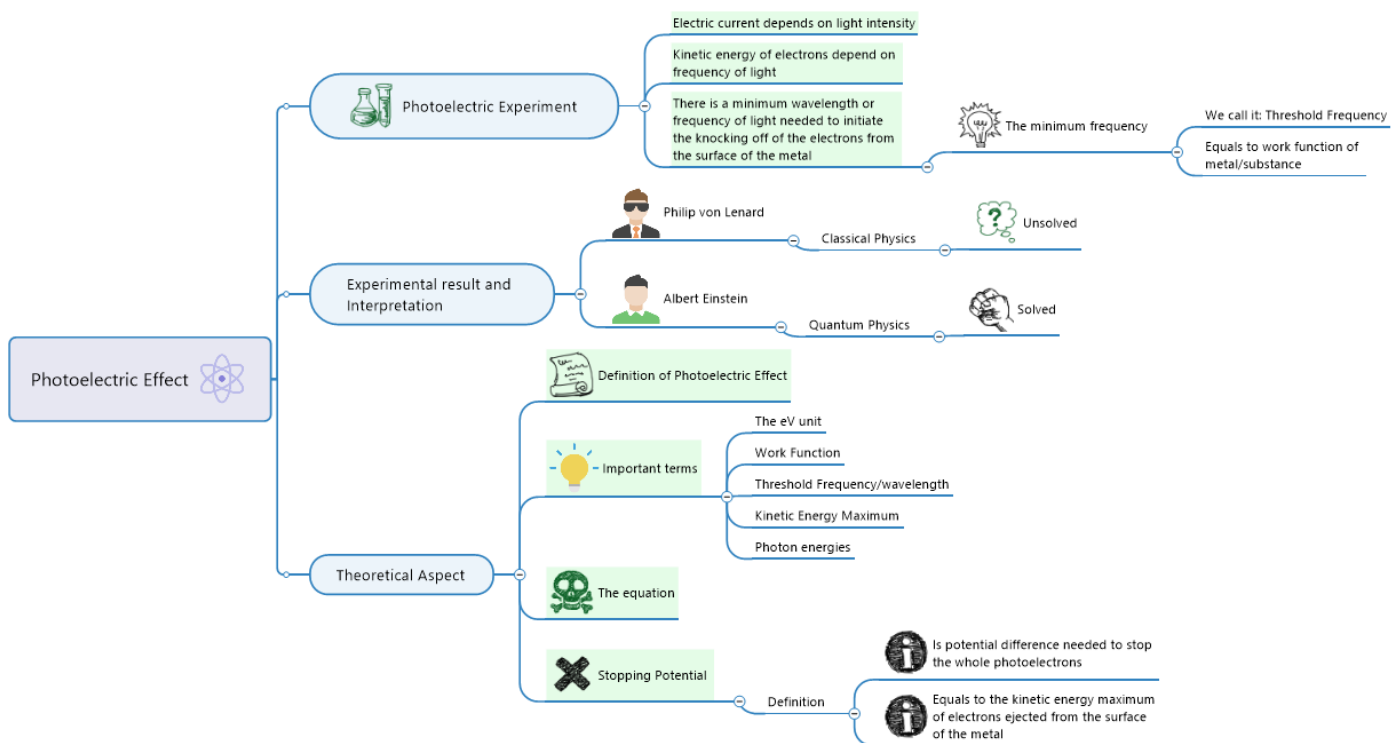 Photoelectric Effect
Photoelectric Experiment
Electric current depends on light intensity
Kinetic energy of electrons depend on
frequency of light
There is a minimum wavelength or
frequency of light needed to initiate
the knocking off of the electrons from
the surface of the metal
The minimum frequency
We call it: Threshold Frequency
Equals to work function of
metal/substance
Experimental result and
Interpretation
Philip von Lenard
Classical Physics
?
Unsolved
Albert Einstein
Quantum Physics
Solved
Theoretical Aspect
Definition of Photoelectric Effect
Important terms
The eV unit
Work Function
Threshold Frequency/wavelength
Kinetic Energy Maximum
Photon energies
The equation
Stopping Potential
Definition
i
Is potential difference needed to stop
the whole photoelectrons
i
Equals to the kinetic energy maximum
of electrons ejected from the surface
of the metal